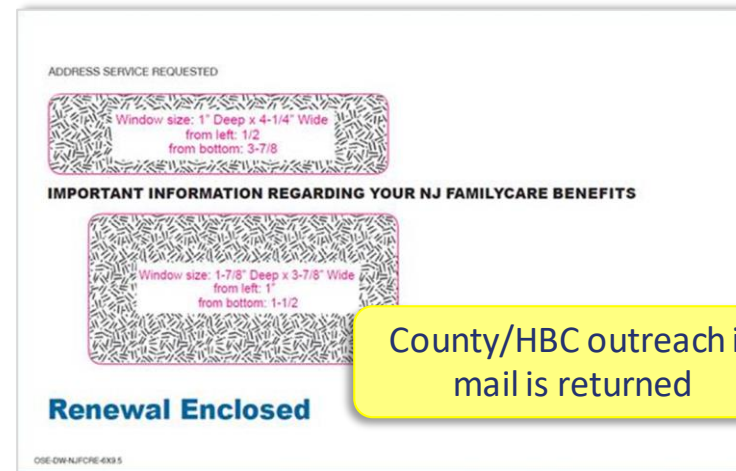 ADDRESS SERVICE REQUESTED
Window size: 1" Deep x 4-1/4" Wide
from left: 1/2
from bottom: 3-7/8
IMPORTANT INFORMATION REGARDING YOUR NJ FAMILYCARE BENEFITS
Window size: 1-7/8" Deep x 3-7/8" Wide
from left: 1"
from bottom: 1-1/2
County/HBC outreach
mail is returned
Renewal Enclosed
OSE-DW-NJFCRE-6X9.5